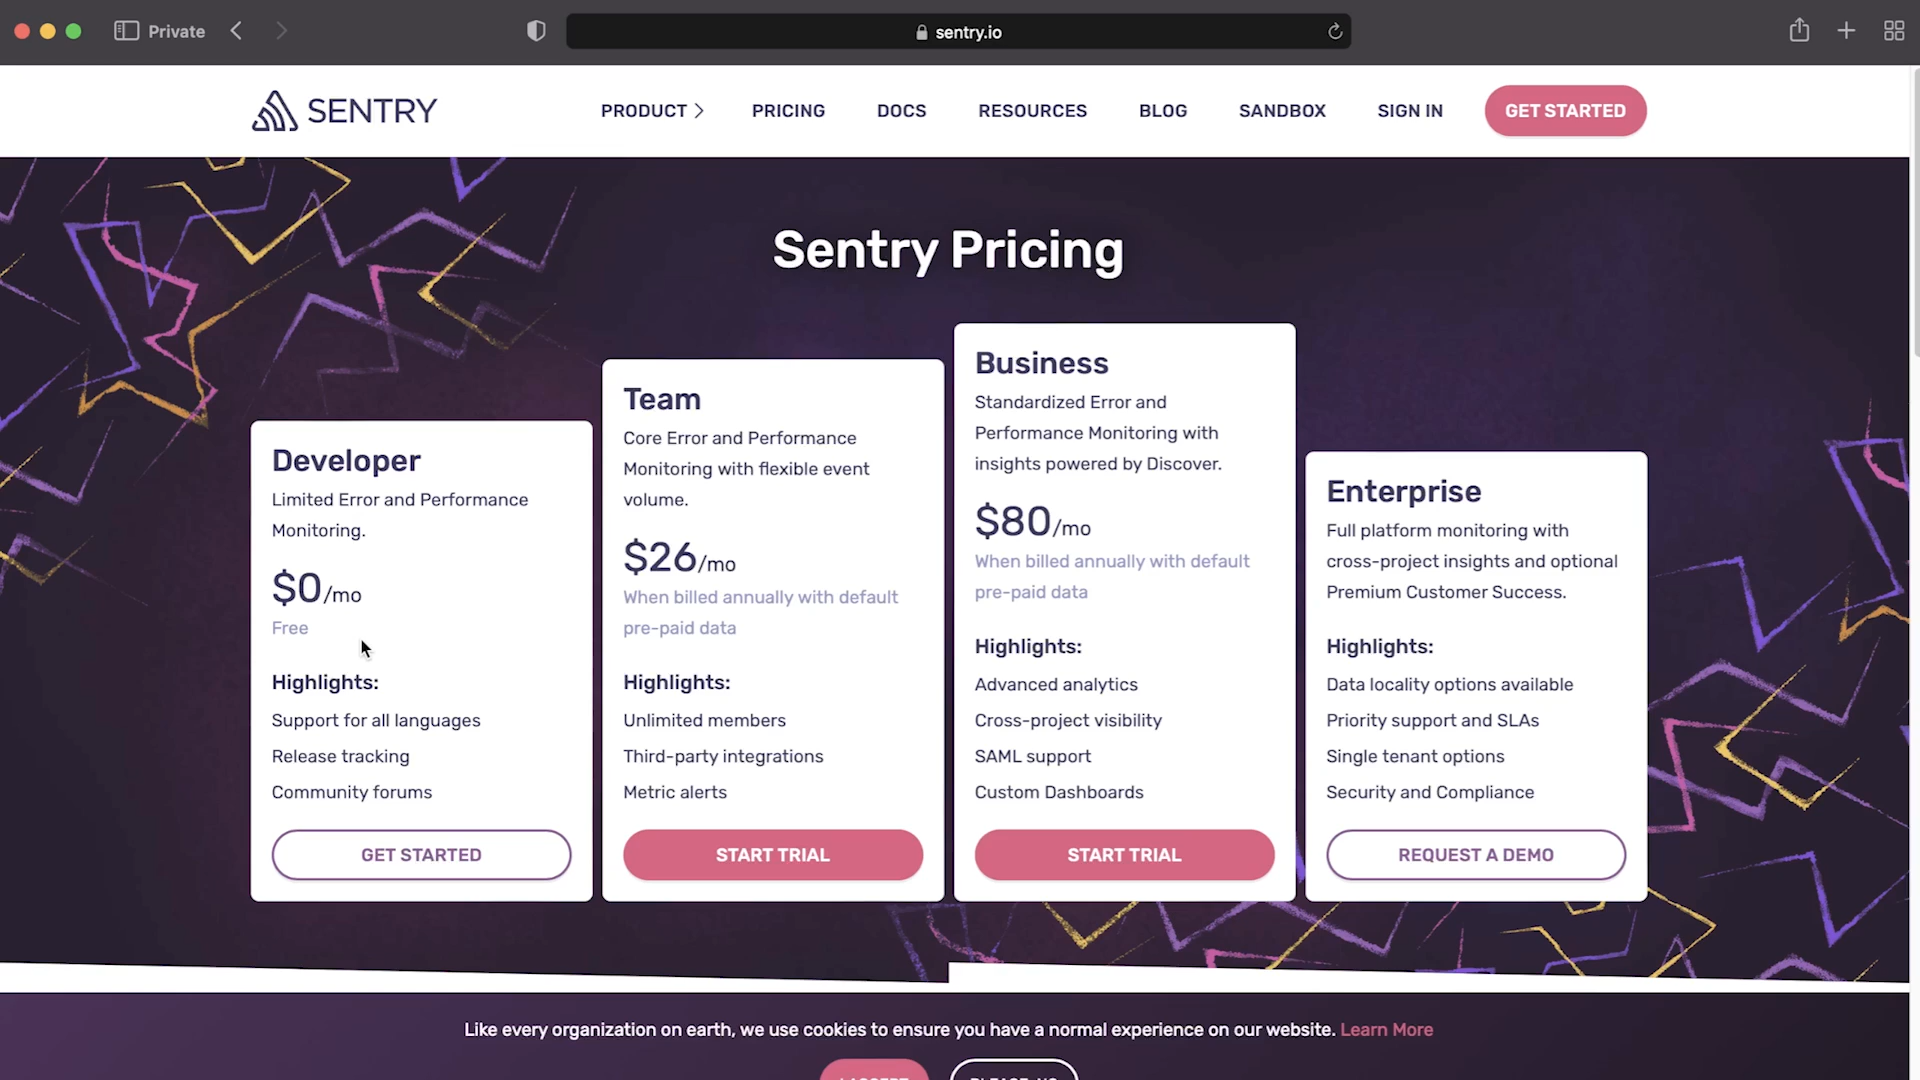 Private
sentry.io
SENTRY
PRODUCT
PRICING
DOCS
RESOURCES
BLOG
SANDBOX
SIGN IN
GET STARTED
Sentry Pricing
Developer
Limited Error and Performance
Monitoring.
$0/mo
Free
Highlights:
Support for all languages
Release tracking
Community forums
GET STARTED
Team
Core Error and Performance
Monitoring with flexible event
volume.
$26/mo
When billed annually with default
pre-paid data
Highlights:
Unlimited members
Third-party integrations
Metric alerts
START TRIAL
Business
Standardized Error and
Performance Monitoring with
insights powered by Discover.
$80/mo
When billed annually with default
pre-paid data
Highlights:
Advanced analytics
Cross-project visibility
SAML support
Custom Dashboards
START TRIAL
Enterprise
Full platform monitoring with
cross-project insights and optional
Premium Customer Success.
Highlights:
Data locality options available
Priority support and SLAs
Single tenant options
Security and Compliance
REQUEST A DEMO
Like every organization on earth, we use cookies to ensure you have a normal experience on our website. Learn More